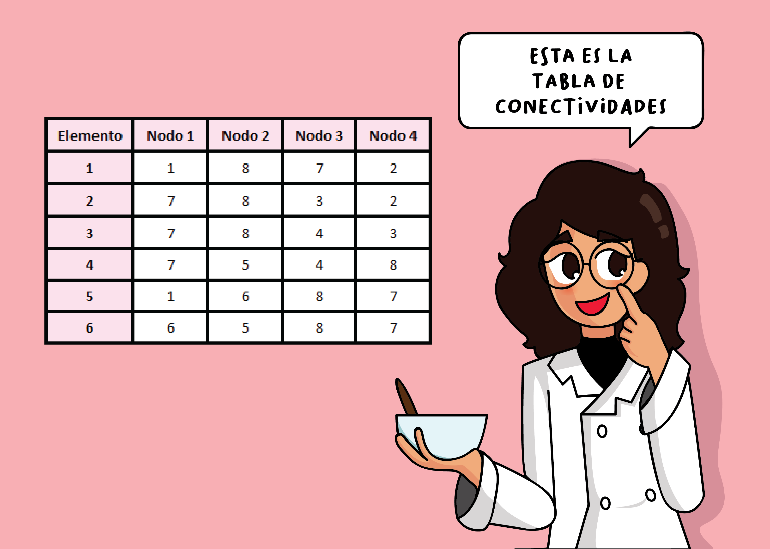 ESTA ES LA
TABLA DE
CONECTIVIDADES
Elemento Nodo 1 Nodo 2 Nodo 3 Nodo 4
1 1 8 7 2
2 7 8 3 2
3 7 8 4 3
4 7 5 4 8
5 1 6 8 7
6 6 5 8 7